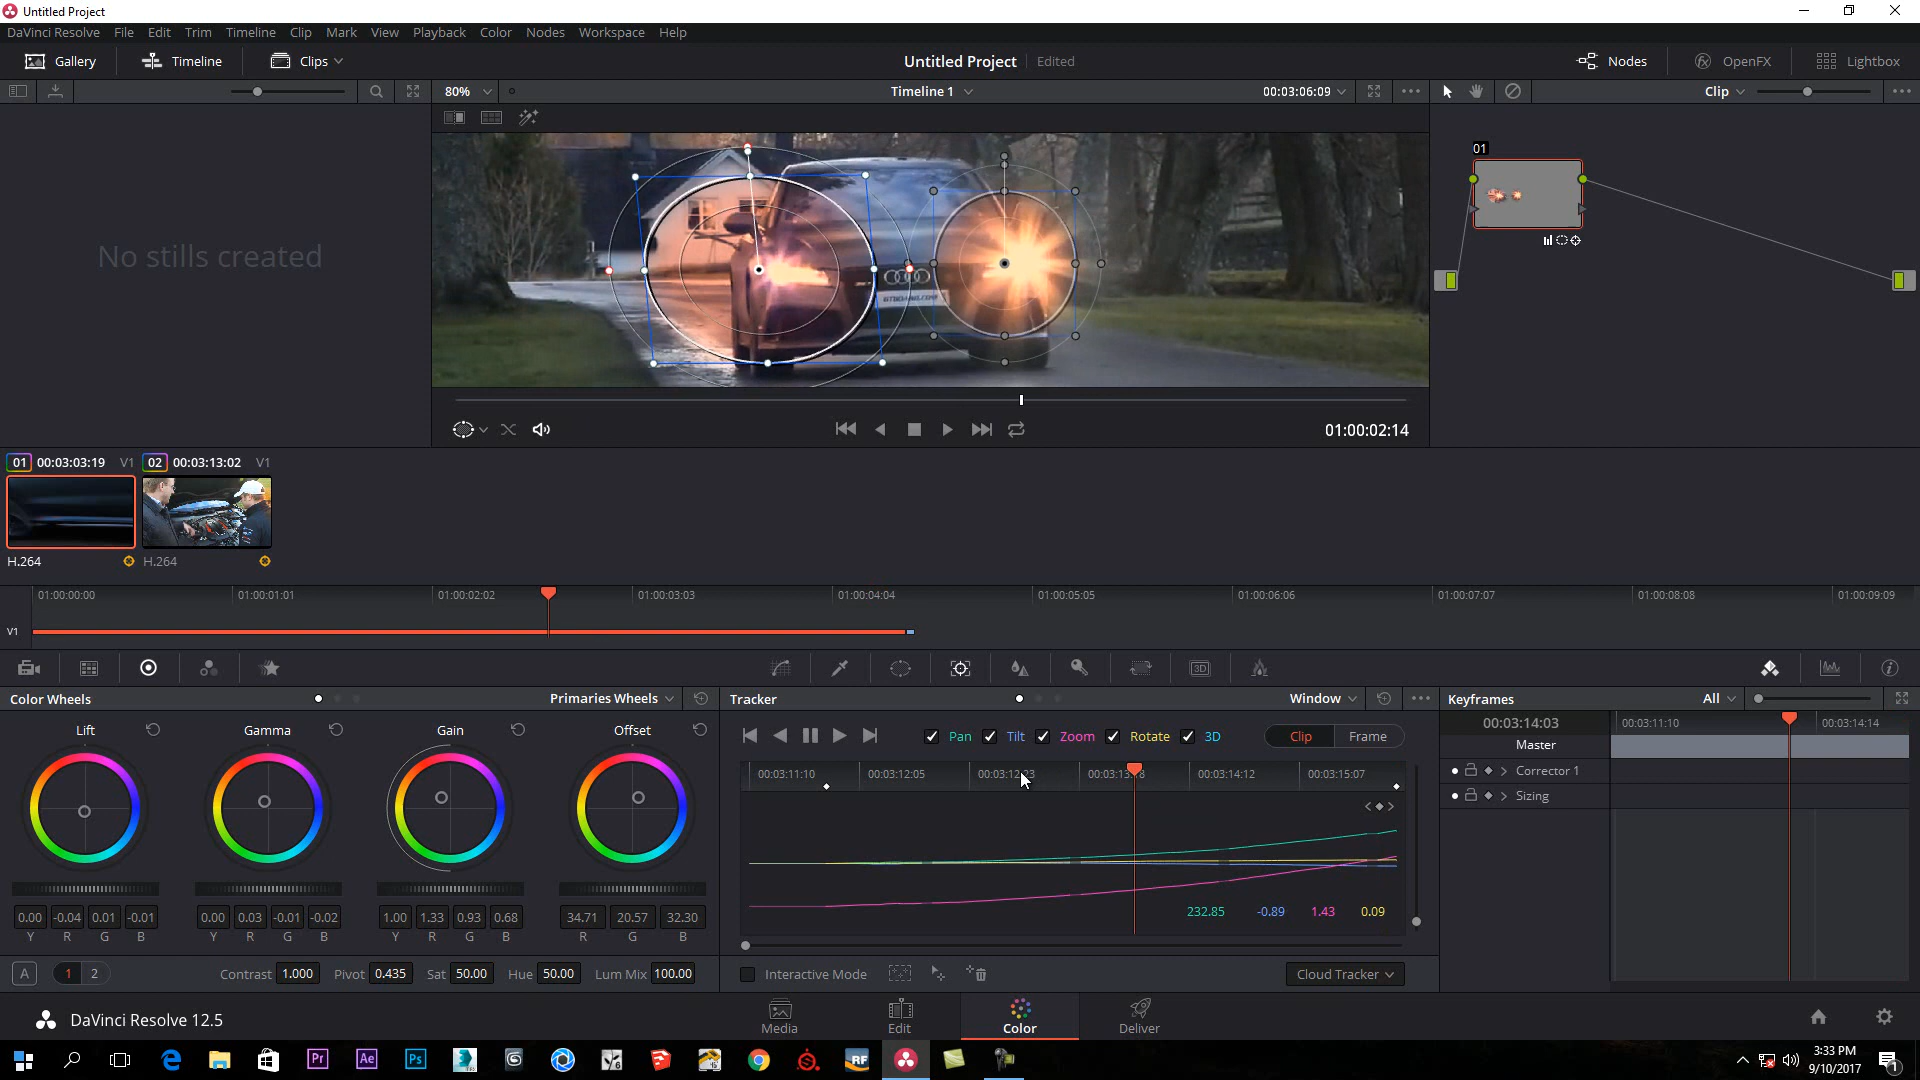 Untitled Project
DaVinci Resolve File Edit Trim Timeline Clip Mark View Playback Color Nodes Workspace Help
Gallery Timeline Clips Untitled Project Edited Nodes OpenFX Lightbox
80% Timeline 1 00:03:06:09 Clip
01
No stills created
01:00:02:14
01 00:03:03:19 V1 02 00:03:13:02 V1
H.264 H.264
01:00:00:00 01:00:01:01 01:00:02:02 01:00:03:03 01:00:04:04 01:00:05:05 01:00:06:06 01:00:07:07 01:00:08:08 01:00:09:09
V1
3D
Color Wheels Primaries Wheels Tracker Window Keyframes All
Lift Gamma Gain Offset
Pan Tilt Zoom Rotate 3D Clip Frame
00:03:14:03 00:03:11:10 00:03:14:14
Master
Corrector 1
Sizing
00:03:11:10 00:03:12:05 00:03:12:23 00:03:14:12 00:03:15:07
232.85 -0.89 1.43 0.09
0.00 -0.04 0.01 -0.01 0.00 0.03 -0.01 -0.02 1.00 1.33 0.93 0.68 34.71 20.57 32.30
Y R G B Y R G B Y R G B R G B
A 1 2 Contrast 1.000 Pivot 0.435 Sat 50.00 Hue 50.00 Lum Mix 100.00
Interactive Mode Cloud Tracker
DaVinci Resolve 12.5 Media Edit Color Deliver
Pr Ae Ps RF
3:33 PM
9/10/2017
1